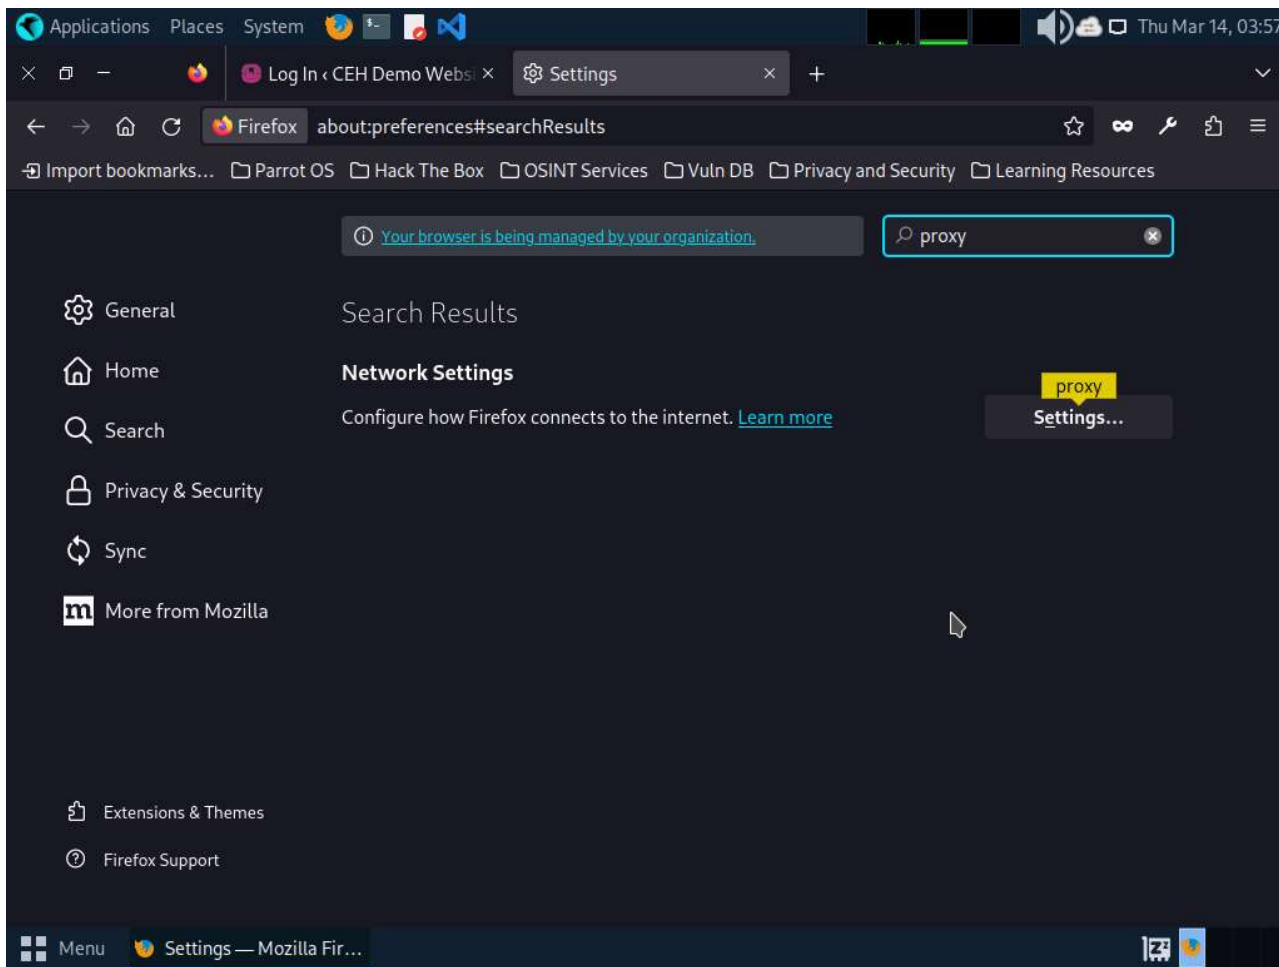 Applications Places System Thu Mar 14, 03:57
Log In ‹ CEH Demo Websi Settings
Firefox about:preferences#searchResults
Import bookmarks... Parrot OS Hack The Box OSINT Services Vuln DB Privacy and Security Learning Resources
Your browser is being managed by your organization. proxy
General
Home
Search
Privacy & Security
Sync
m More from Mozilla
Search Results
Network Settings
proxy
Configure how Firefox connects to the internet. Learn more Settings...
Extensions & Themes
Firefox Support
Menu Settings — Mozilla Fir...